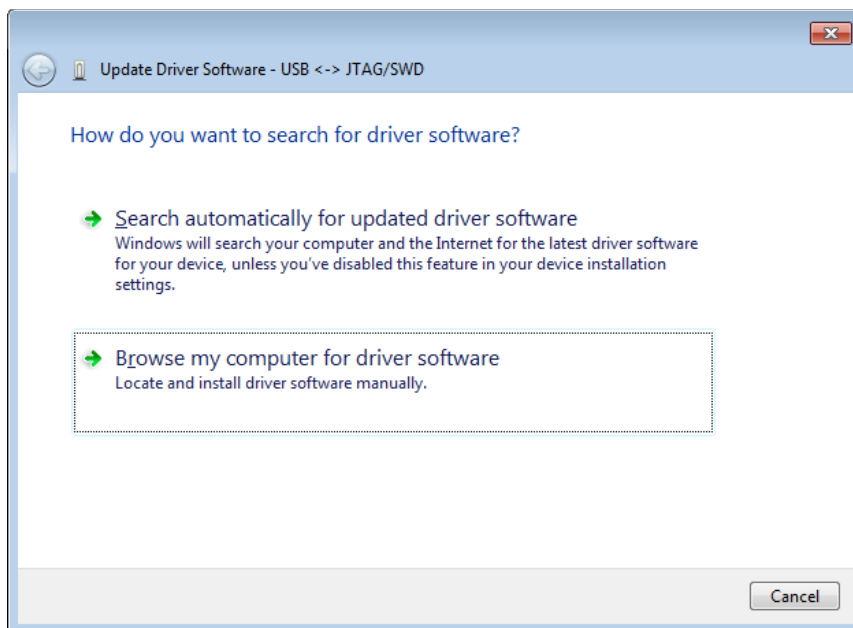 Update Driver Software - USB <-> JTAG/SWD
How do you want to search for driver software?
Search automatically for updated driver software
Windows will search your computer and the Internet for the latest driver software
for your device, unless you've disabled this feature in your device installation
settings.
Browse my computer for driver software
Locate and install driver software manually.
Cancel